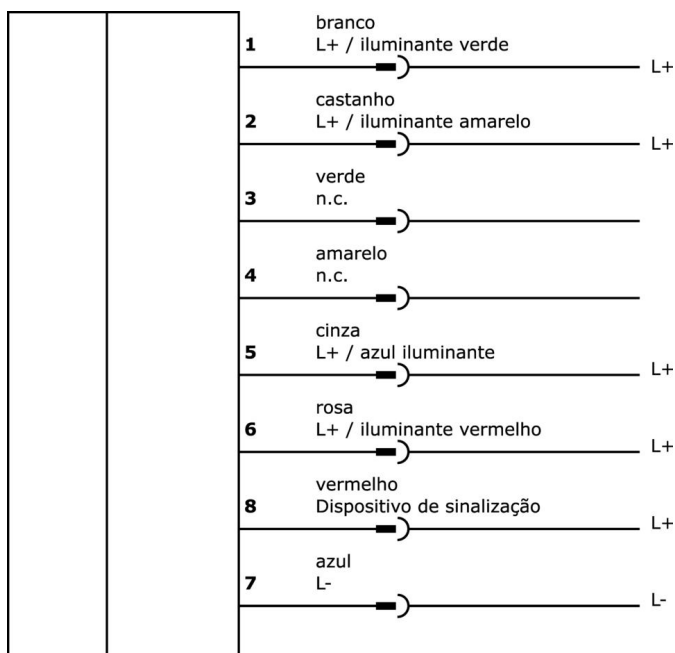 branco
1 L+ / iluminante verde
L+
castanho
2 L+ / iluminante amarelo
L+
verde
3 n.c.
amarelo
4 n.c.
cinza
5 L+ / azul iluminante
L+
rosa
6 L+ / iluminante vermelho
L+
vermelho
8 Dispositivo de sinalização
L+
azul
7 L-
L-